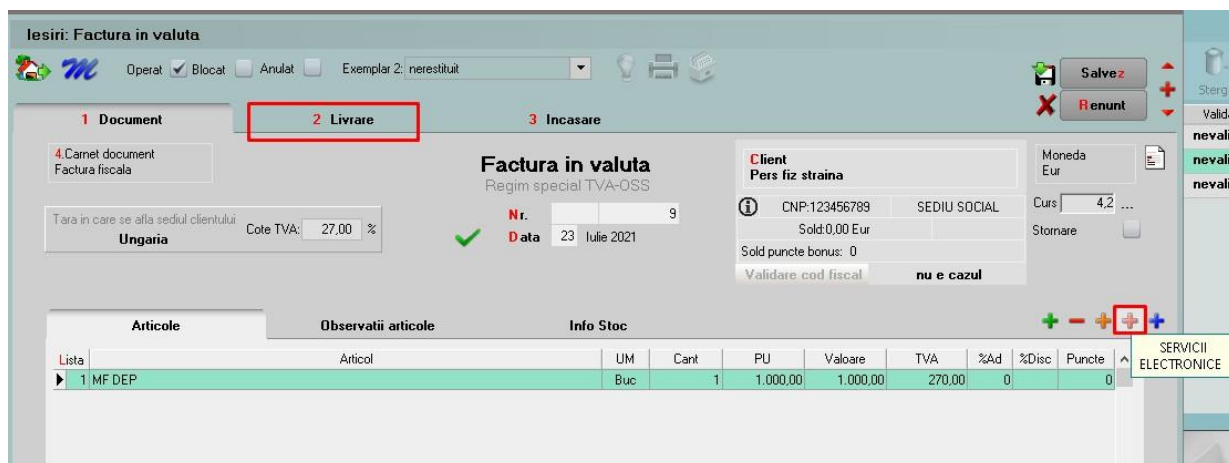 Iesiri: Factura in valuta
Operat Blocat Anulat Exemplar 2: nerestituit
Salvez
Renunt
Sterg
1 Document 2 Livrare 3 Incasare
4.Carnet document
Factura fiscala
Factura in valuta
Regim special TVA-OSS
Nr. 9
Data 23 Iulie 2021
Tara in care se afla sediul clientului
Ungaria
Cote TVA: 27,00 %
Client
Pers fiz straina
CNP:123456789 SEDIU SOCIAL
Sold:0,00 Eur
Sold puncte bonus: 0
Validare cod fiscal nu e cazul
Moneda
Eur
Curs 4,2 ...
Stornare
Valida
nevali
nevali
nevali
Articole Observatii articole Info Stoc
SERVICII
ELECTRONICE
Lista Articol UM Cant PU Valoare TVA %Ad %Disc Puncte
1 MF DEP Buc 1 1.000,00 1.000,00 270,00 0 0